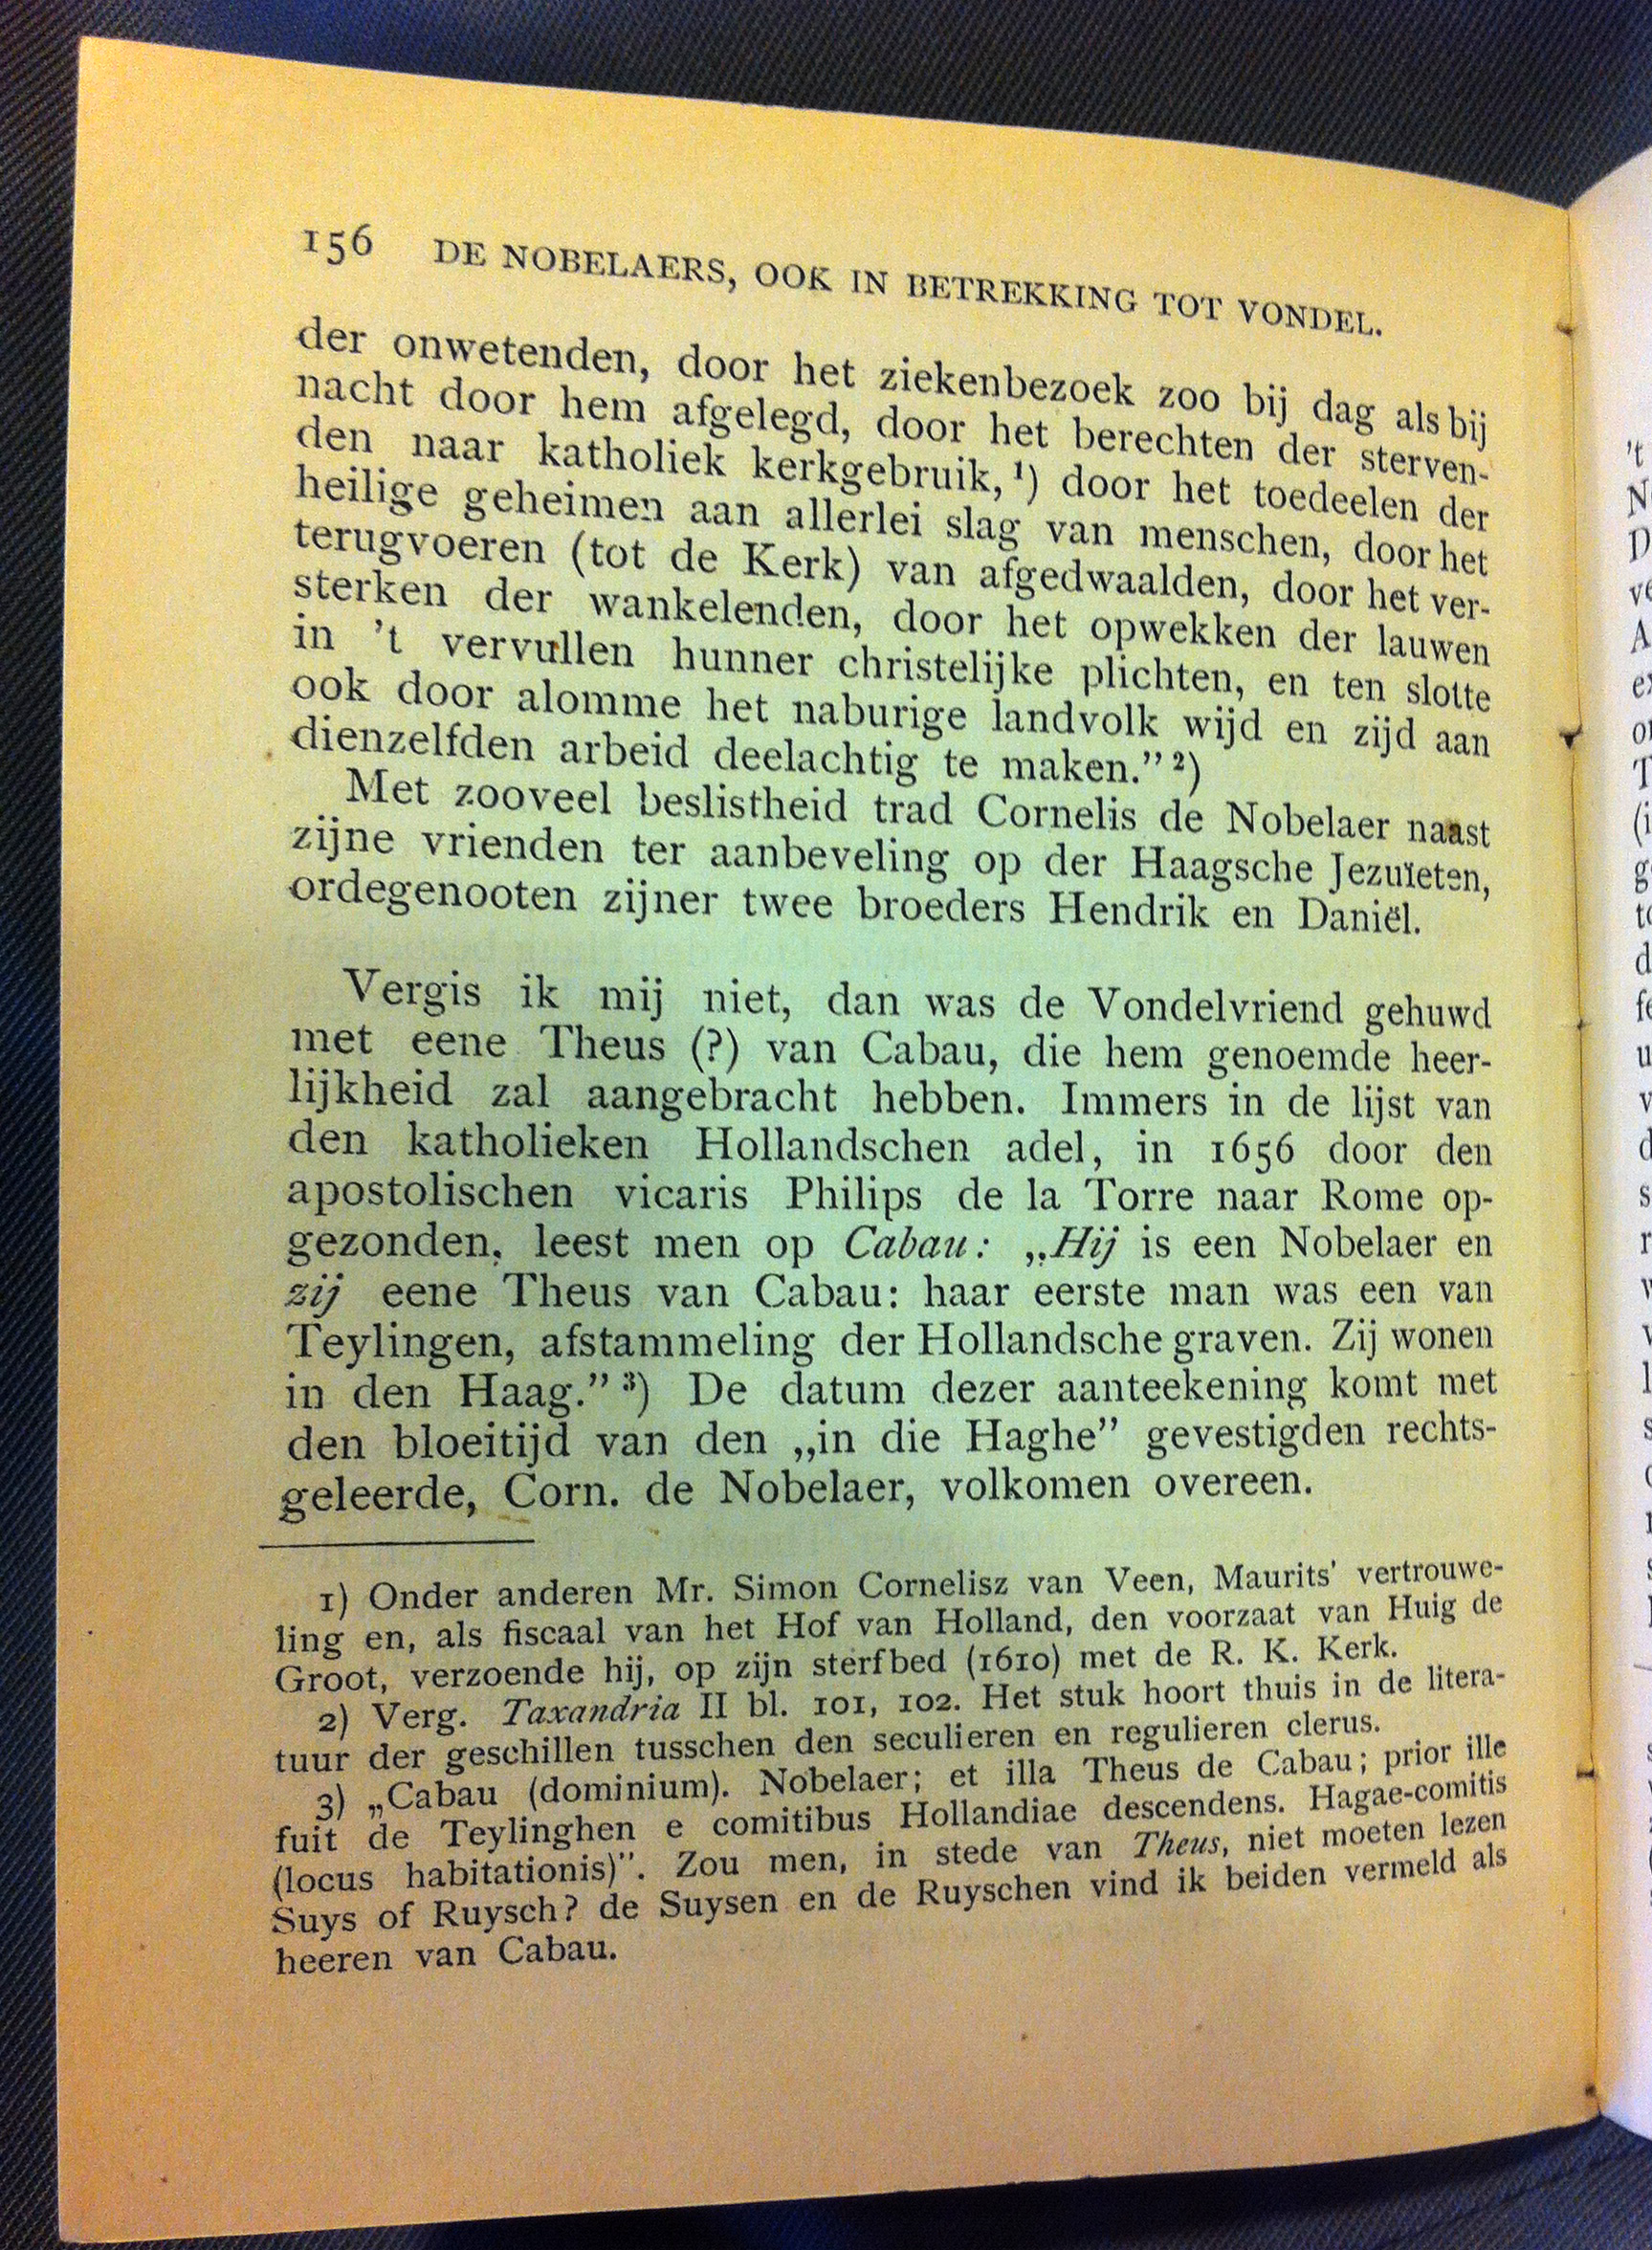 156 DE NOBELAERS, OOK IN BETREKKING TOT VONDEL.
der onwetenden, door het ziekenbezoek zoo bij dag als bij
nacht door hem afgelegd, door het berechten der sterven-
den naar katholiek kerkgebruik, ¹) door het toedeelen der
heilige geheimen aan allerlei slag van menschen, door het
terugvoeren (tot de Kerk) van afgedwaalden, door het ver-
sterken der wankelenden, door het opwekken der lauwen
in 't vervullen hunner christelijke plichten, en ten slotte
ook door alomme het naburige landvolk wijd en zijd aan
dienzelfden arbeid deelachtig te maken.” ²)
Met zooveel beslistheid trad Cornelis de Nobelaer naast
zijne vrienden ter aanbeveling op der Haagsche Jezuïeten,
ordegenooten zijner twee broeders Hendrik en Daniël.
Vergis ik mij niet, dan was de Vondelvriend gehuwd
met eene Theus (?) van Cabau, die hem genoemde heer-
lijkheid zal aangebracht hebben. Immers in de lijst van
den katholieken Hollandschen adel, in 1656 door den
apostolischen vicaris Philips de la Torre naar Rome op-
gezonden, leest men op Cabau: „Hij is een Nobelaer en
zij eene Theus van Cabau: haar eerste man was een van
Teylingen, afstammeling der Hollandsche graven. Zij wonen
in den Haag.” ³) De datum dezer aanteekening komt met
den bloeitijd van den „in die Haghe” gevestigden rechts-
geleerde, Corn. de Nobelaer, volkomen overeen.
1) Onder anderen Mr. Simon Cornelisz van Veen, Maurits' vertrouwe-
ling en, als fiscaal van het Hof van Holland, den voorzaat van Huig de
Groot, verzoende hij, op zijn sterfbed (1610) met de R. K. Kerk.
2) Verg. Taxandria II bl. 101, 102. Het stuk hoort thuis in de litera-
tuur der geschillen tusschen den seculieren en regulieren clerus.
3) „Cabau (dominium). Nobelaer; et illa Theus de Cabau; prior ille
fuit de Teylinghen e comitibus Hollandiae descendens. Hagae-comitis
(locus habitationis)”. Zou men, in stede van Theus, niet moeten lezen
Suys of Ruysch? de Suysen en de Ruyschen vind ik beiden vermeld als
heeren van Cabau.